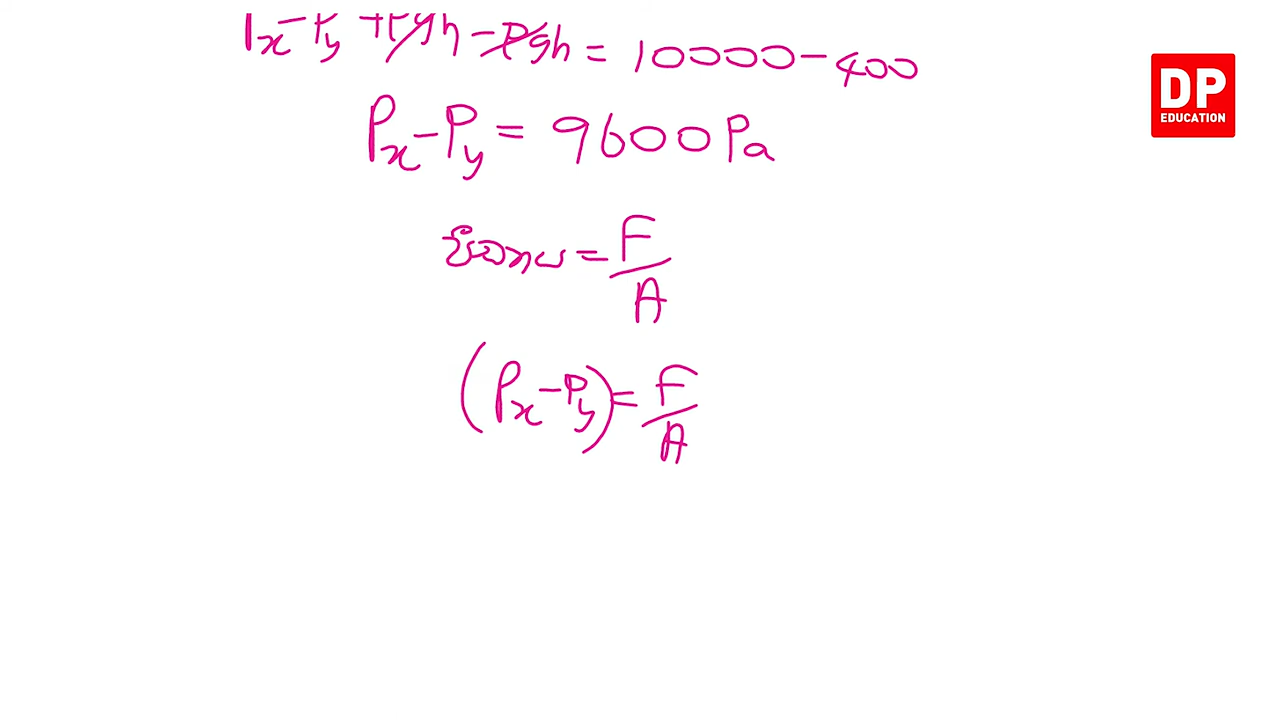 Px - Py + ρgh - ρgh = 10000 - 400
DP
EDUCATION
Px - Py = 9600 Pa
පීඩනය = F/A
(Px - Py) = F/A